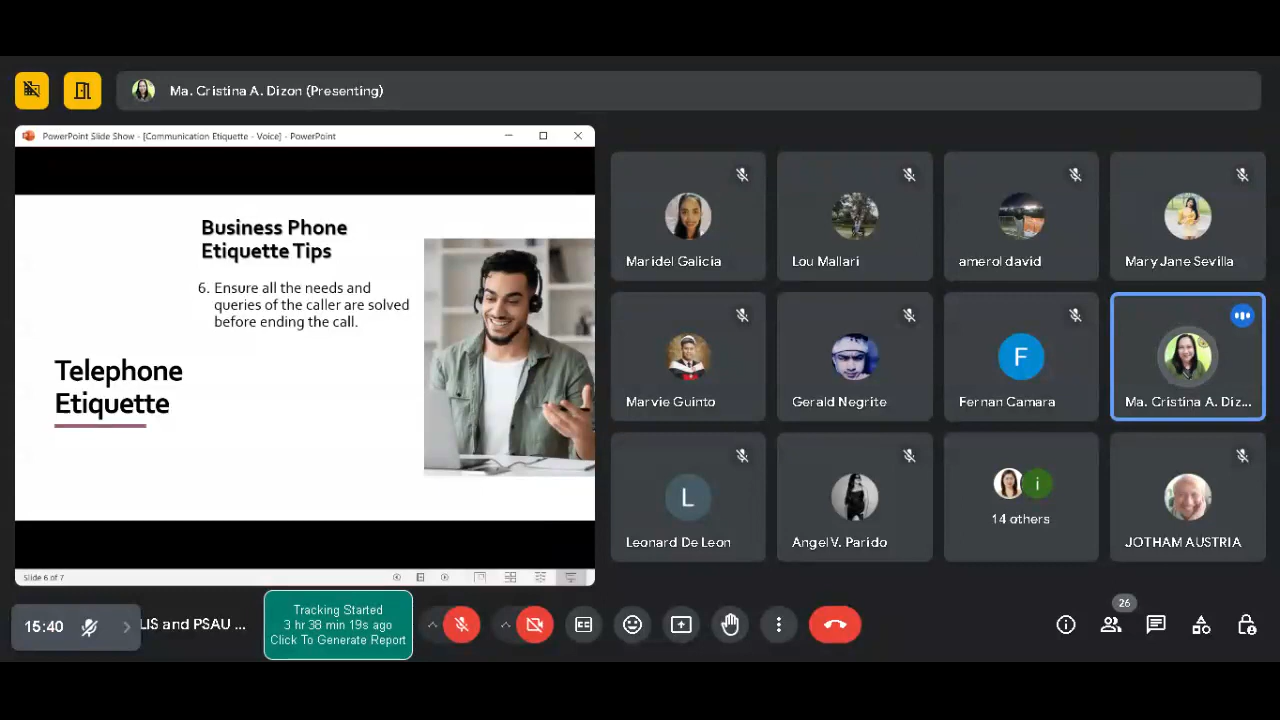 Ma. Cristina A. Dizon (Presenting)
PowerPoint Slide Show - [Communication Etiquette - Voice] - PowerPoint
Business Phone
Etiquette Tips
6. Ensure all the needs and
queries of the caller are solved
before ending the call.
Telephone
Etiquette
Slide 6 of 7
Maridel Galicia
Lou Mallari
amerol david
Mary Jane Sevilla
Marvie Guinto
Gerald Negrite
F
Fernan Camara
Ma. Cristina A. Diz...
L
Leonard De Leon
Angel V. Parido
i
14 others
JOTHAM AUSTRIA
15:40
LIS and PSAU ...
Tracking Started
3 hr 38 min 19s ago
Click To Generate Report
26